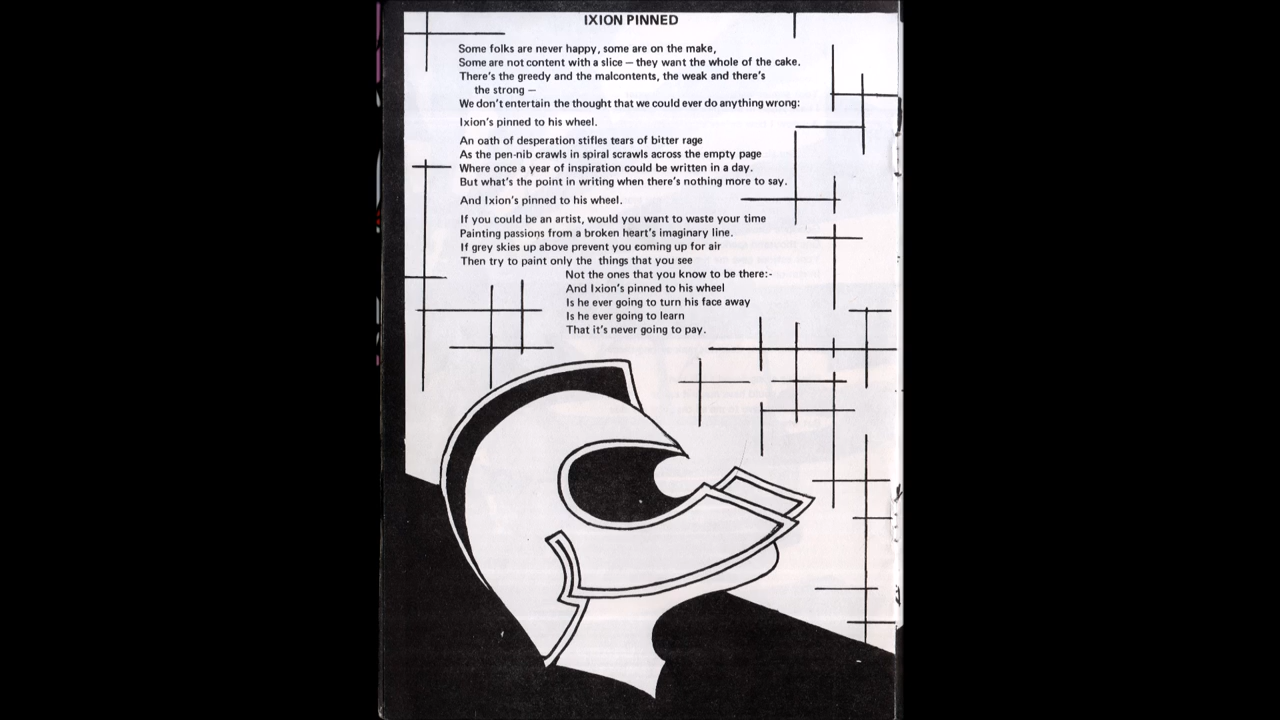 IXION PINNED
Some folks are never happy, some are on the make,
Some are not content with a slice — they want the whole of the cake.
There's the greedy and the malcontents, the weak and there's
the strong —
We don't entertain the thought that we could ever do anything wrong:
Ixion's pinned to his wheel.
An oath of desperation stifles tears of bitter rage
As the pen-nib crawls in spiral scrawls across the empty page
Where once a year of inspiration could be written in a day.
But what's the point in writing when there's nothing more to say.
And Ixion's pinned to his wheel.
If you could be an artist, would you want to waste your time
Painting passions from a broken heart's imaginary line.
If grey skies up above prevent you coming up for air
Then try to paint only the things that you see
Not the ones that you know to be there:-
And Ixion's pinned to his wheel
Is he ever going to turn his face away
Is he ever going to learn
That it's never going to pay.